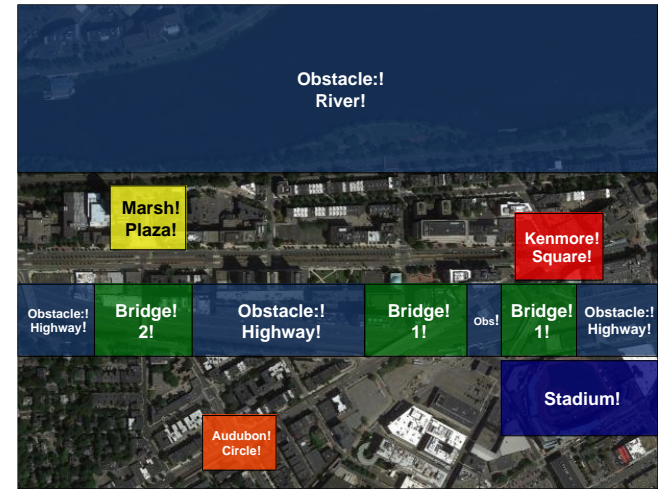 Obstacle:!
River!
Marsh!
Plaza!
Kenmore!
Square!
Obstacle:!
Highway!
Bridge!
2!
Obstacle:!
Highway!
Bridge!
1!
Obs!
Bridge!
1!
Obstacle:!
Highway!
Stadium!
Audubon!
Circle!